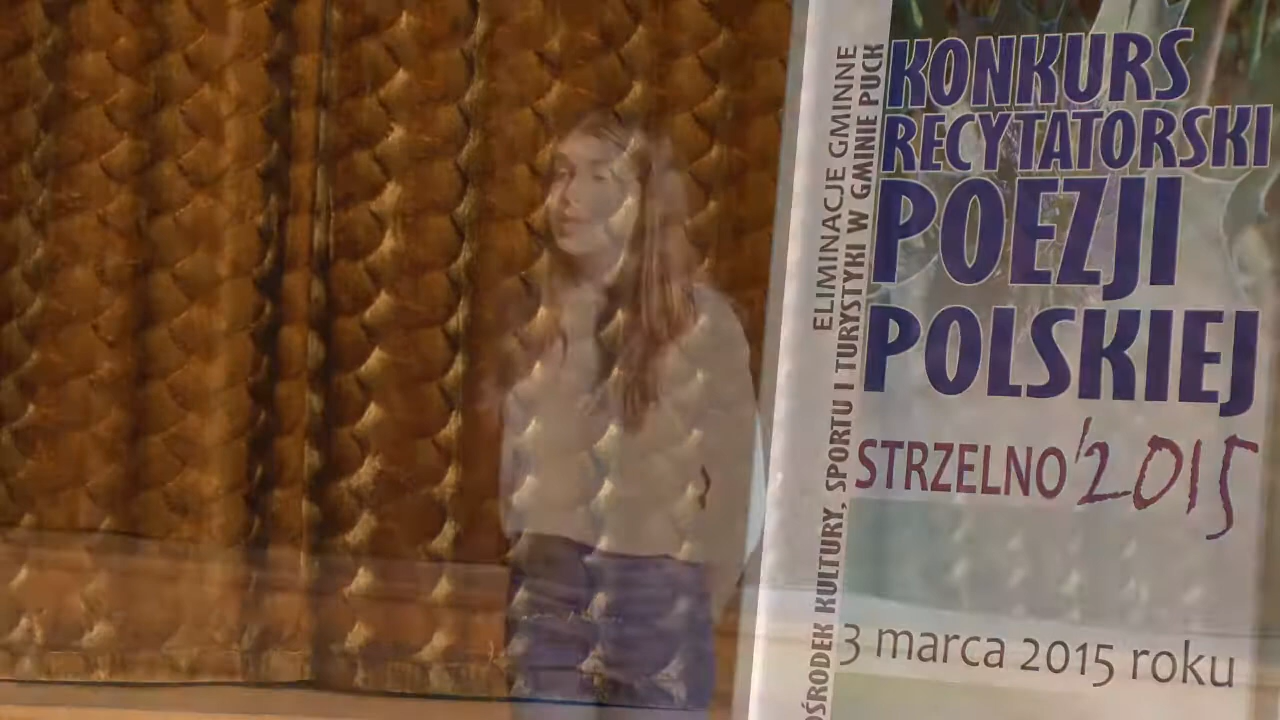 KONKURS
RECYTATORSKI
POEZJI
POLSKIEJ
STRZELNO'2015
3 marca 2015 roku
ELIMINACJE GMINNE
OŚRODEK KULTURY, SPORTU I TURYSTYKI W GMINIE PUCK